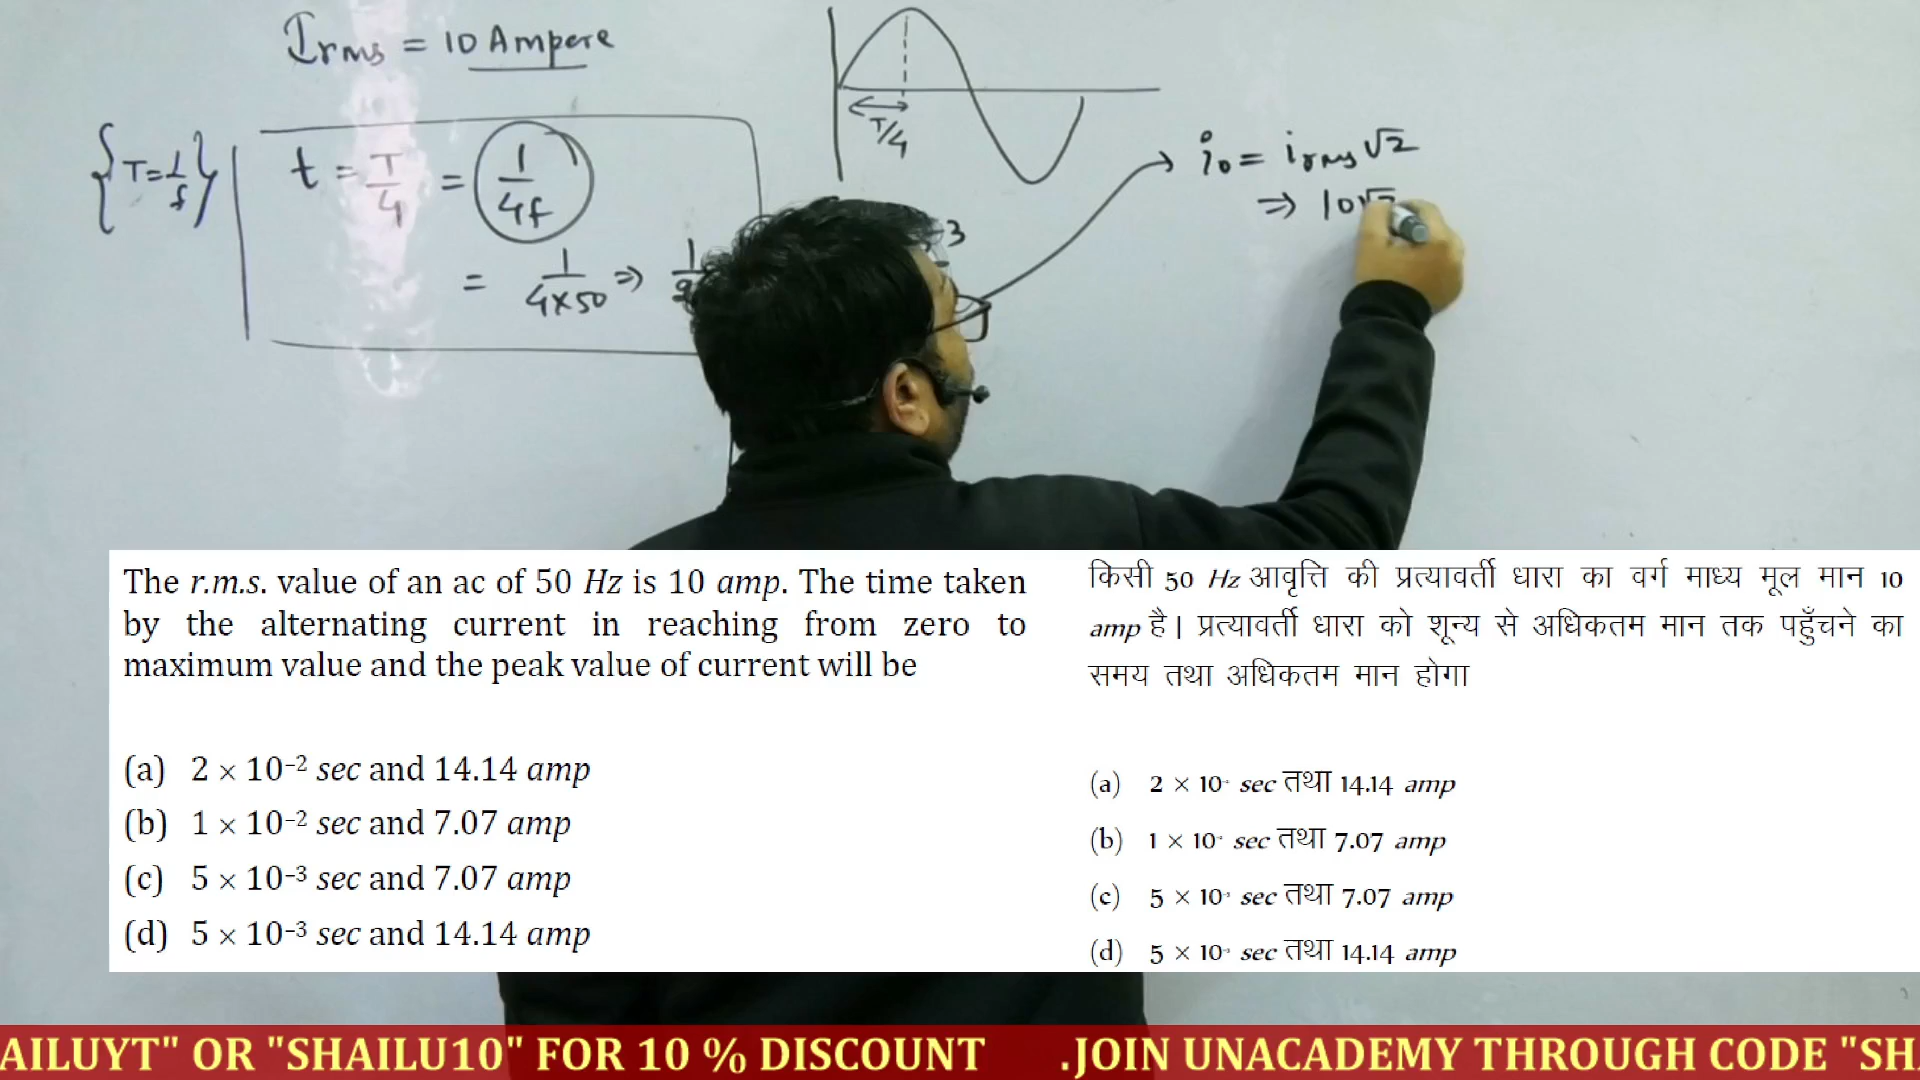 Irms = 10 Ampere
T/4
{T = 1/f}
t = T/4 = 1/4f
= 1/4×50 ⇒
i₀ = irms √2
⇒ 10√2
The r.m.s. value of an ac of 50 Hz is 10 amp. The time taken
by the alternating current in reaching from zero to
maximum value and the peak value of current will be
(a) 2 × 10⁻² sec and 14.14 amp
(b) 1 × 10⁻² sec and 7.07 amp
(c) 5 × 10⁻³ sec and 7.07 amp
(d) 5 × 10⁻³ sec and 14.14 amp
किसी 50 Hz आवृत्ति की प्रत्यावर्ती धारा का वर्ग माध्य मूल मान 10
amp है। प्रत्यावर्ती धारा को शून्य से अधिकतम मान तक पहुँचने का
समय तथा अधिकतम मान होगा
(a) 2 × 10 sec तथा 14.14 amp
(b) 1 × 10 sec तथा 7.07 amp
(c) 5 × 10 sec तथा 7.07 amp
(d) 5 × 10 sec तथा 14.14 amp
AILUYT" OR "SHAILU10" FOR 10 % DISCOUNT .JOIN UNACADEMY THROUGH CODE "SHA